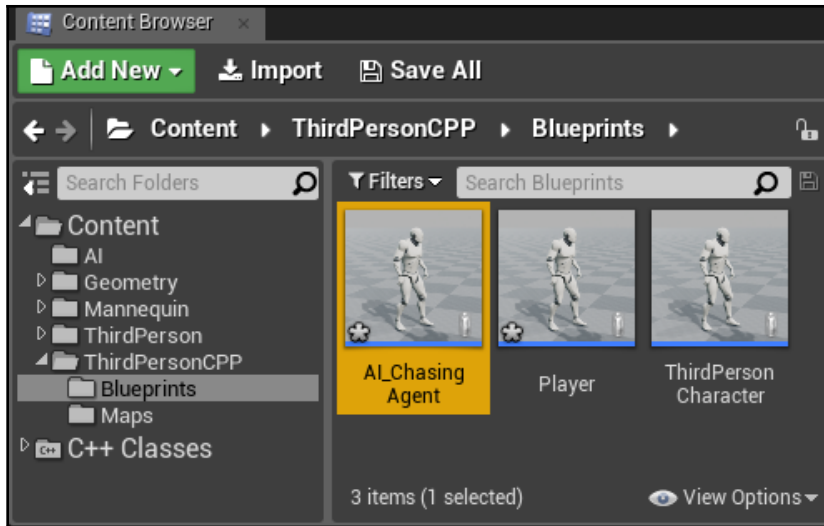 Content Browser
Add New Import Save All
Content ThirdPersonCPP Blueprints
Search Folders
Filters Search Blueprints
Content
AI
Geometry
Mannequin
ThirdPerson
ThirdPersonCPP
Blueprints
Maps
C++ C++ Classes
AI_Chasing
Agent
Player
ThirdPerson
Character
3 items (1 selected) View Options